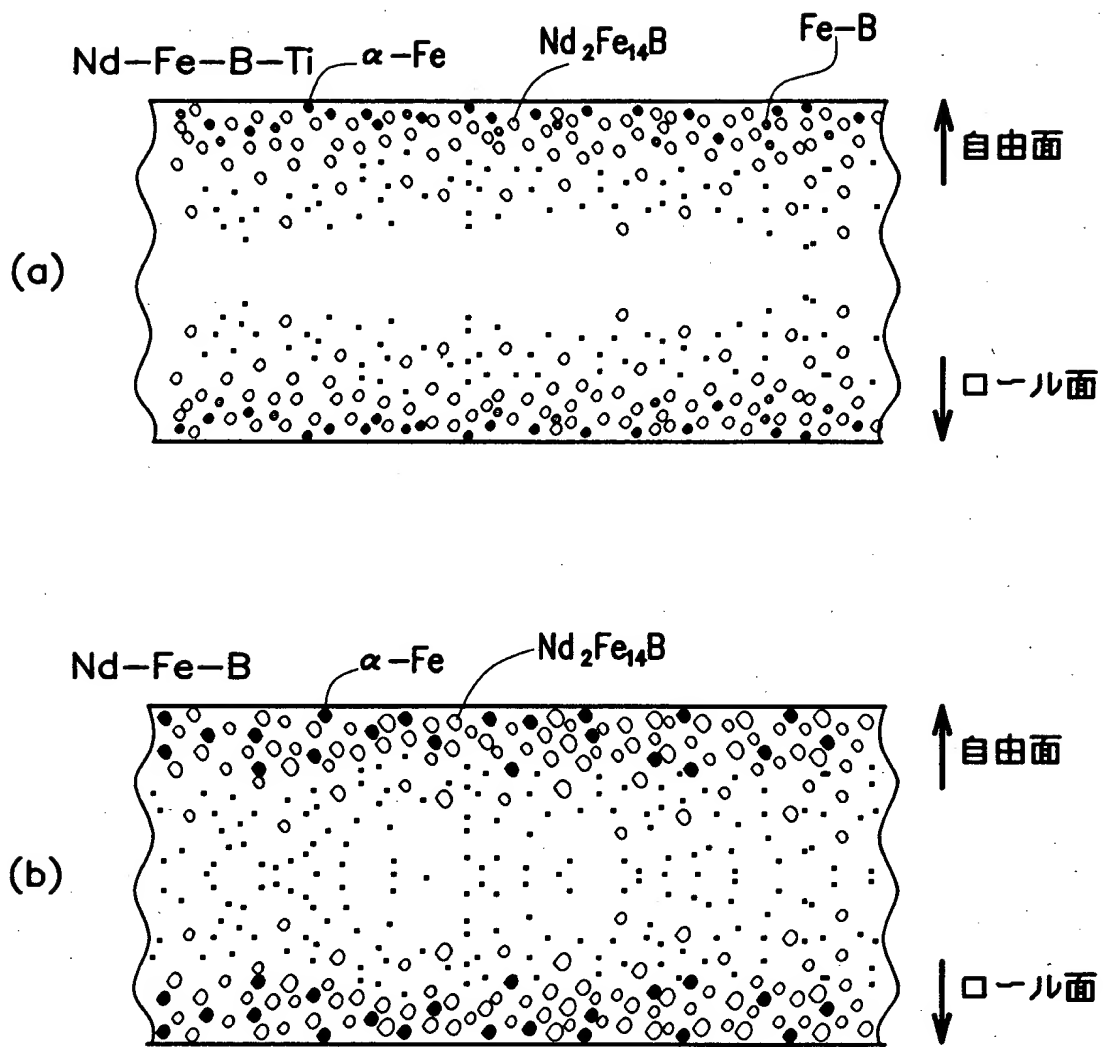 Nd-Fe-B-Ti
α-Fe
Nd₂Fe₁₄B
Fe-B
自由面
(a)
ロール面
Nd-Fe-B
α-Fe
Nd₂Fe₁₄B
自由面
(b)
ロール面